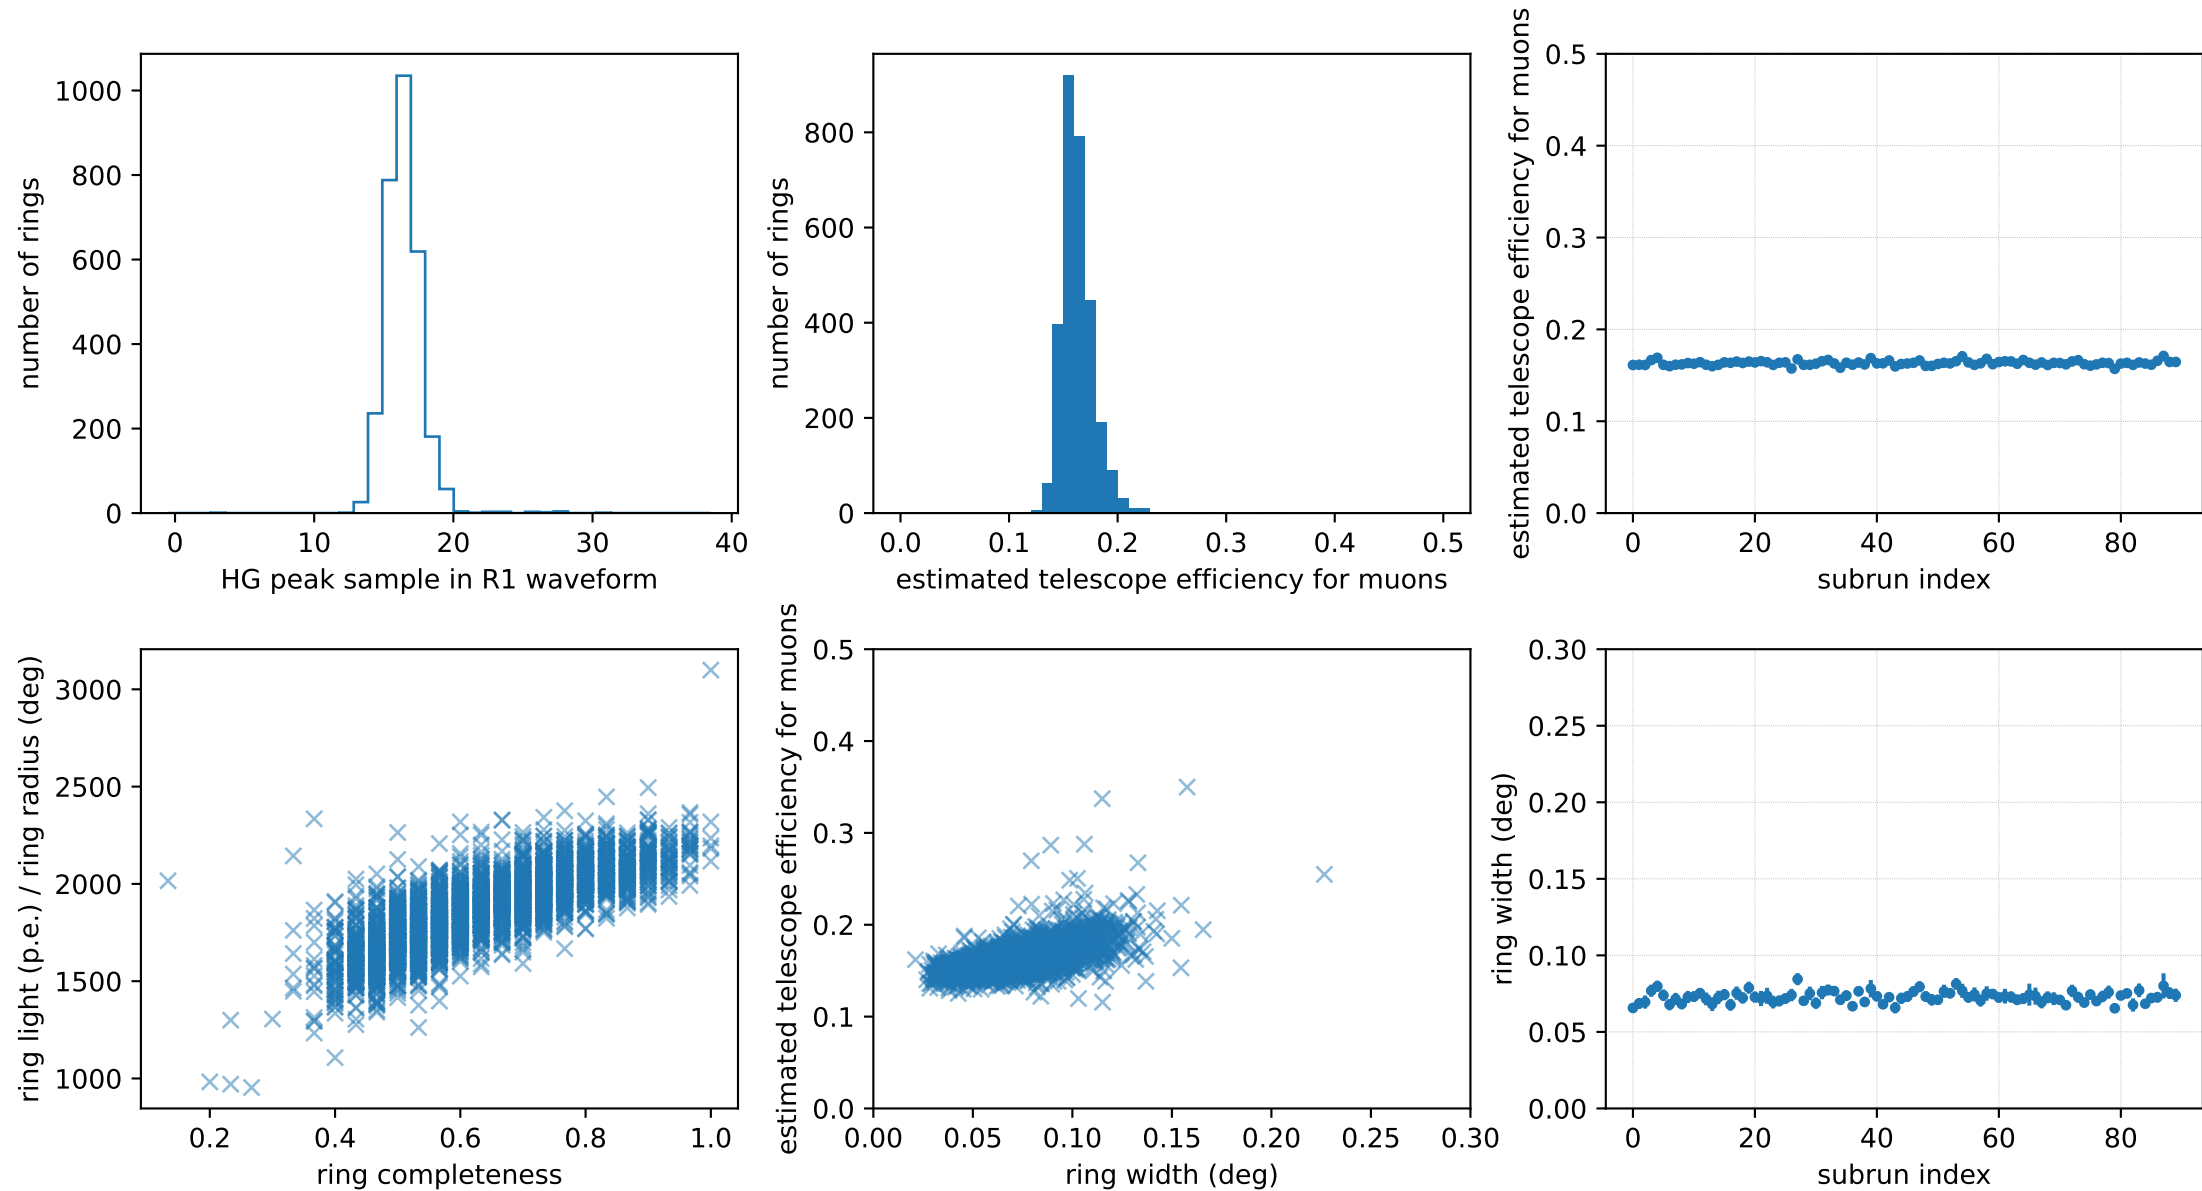 number of rings
1000
800
600
400
200
0
0 10 20 30 40
HG peak sample in R1 waveform
number of rings
800
600
400
200
0
0.0 0.1 0.2 0.3 0.4 0.5
estimated telescope efficiency for muons
estimated telescope efficiency for muons
0.5
0.4
0.3
0.2
0.1
0.0
0 20 40 60 80
subrun index
ring light (p.e.) / ring radius (deg)
3000
2500
2000
1500
1000
0.2 0.4 0.6 0.8 1.0
ring completeness
estimated telescope efficiency for muons
0.5
0.4
0.3
0.2
0.1
0.0
0.00 0.05 0.10 0.15 0.20 0.25 0.30
ring width (deg)
ring width (deg)
0.30
0.25
0.20
0.15
0.10
0.05
0.00
0 20 40 60 80
subrun index